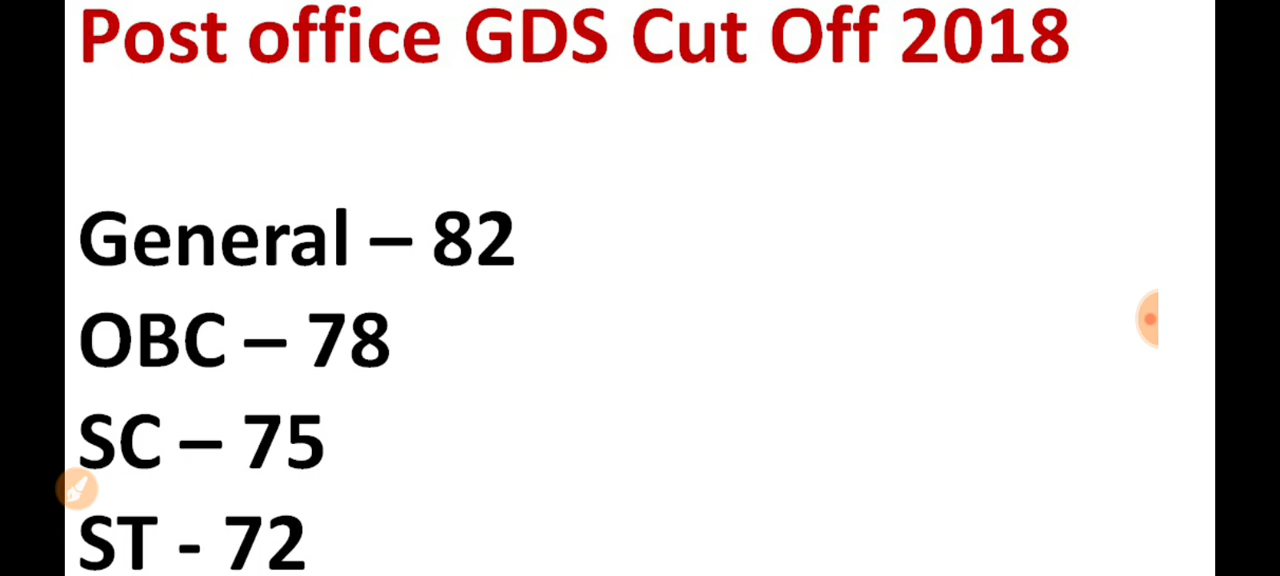 Post office GDS Cut Off 2018
General – 82
OBC – 78
SC – 75
ST - 72